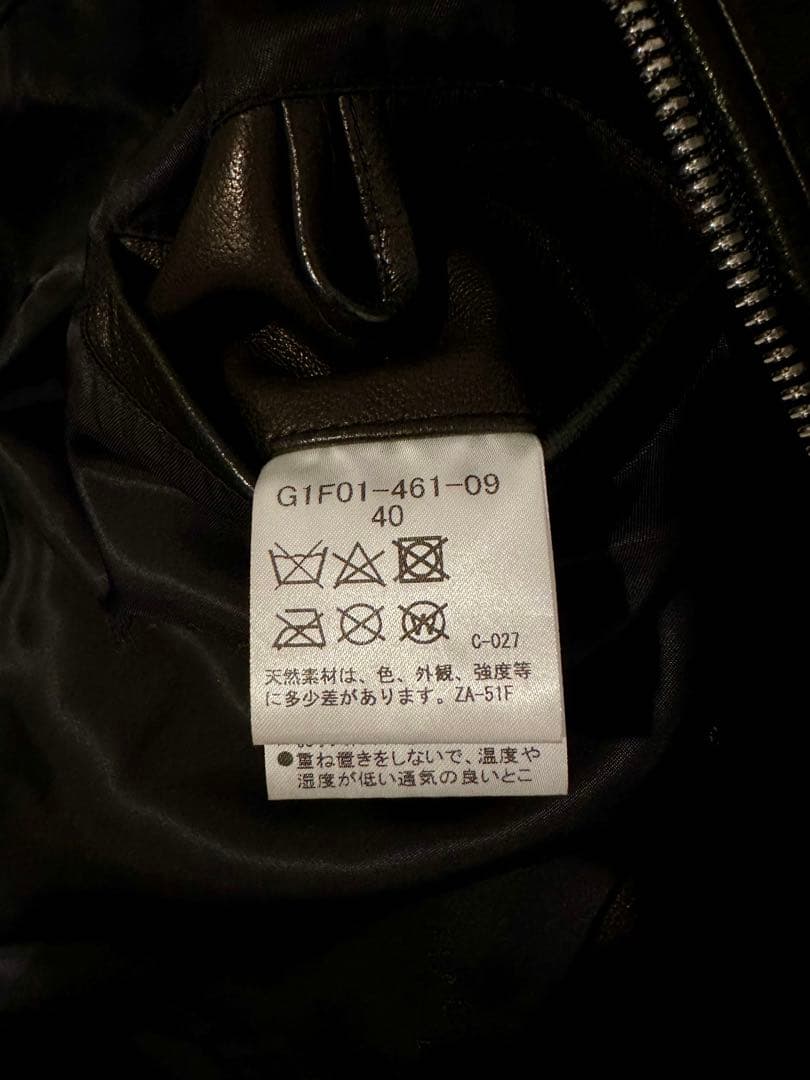 G1F01-461-09
40
W
C-027
天然素材は、色、外観、強度等
に多少差があります。ZA-51F
●重ね置きをしないで、温度や
湿度が低い通気の良いとこ